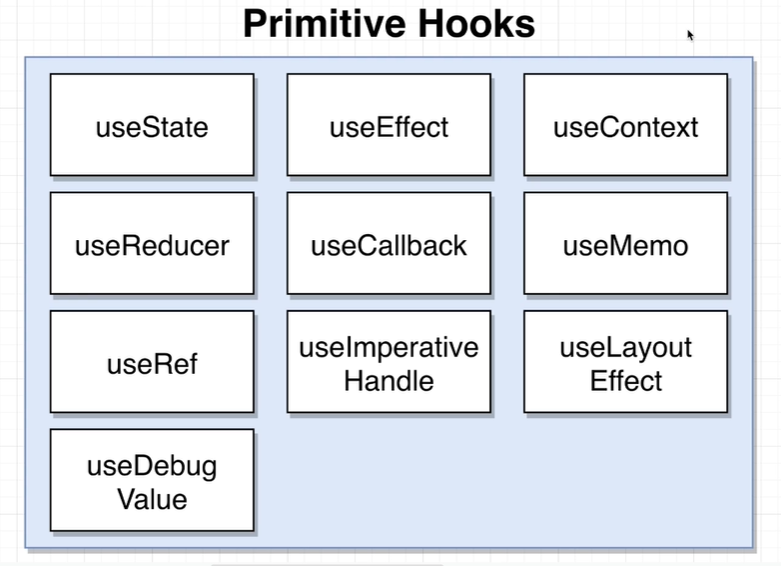 Primitive Hooks
useState
useEffect
useContext
useReducer
useCallback
useMemo
useRef
useImperative
Handle
useLayout
Effect
useDebug
Value